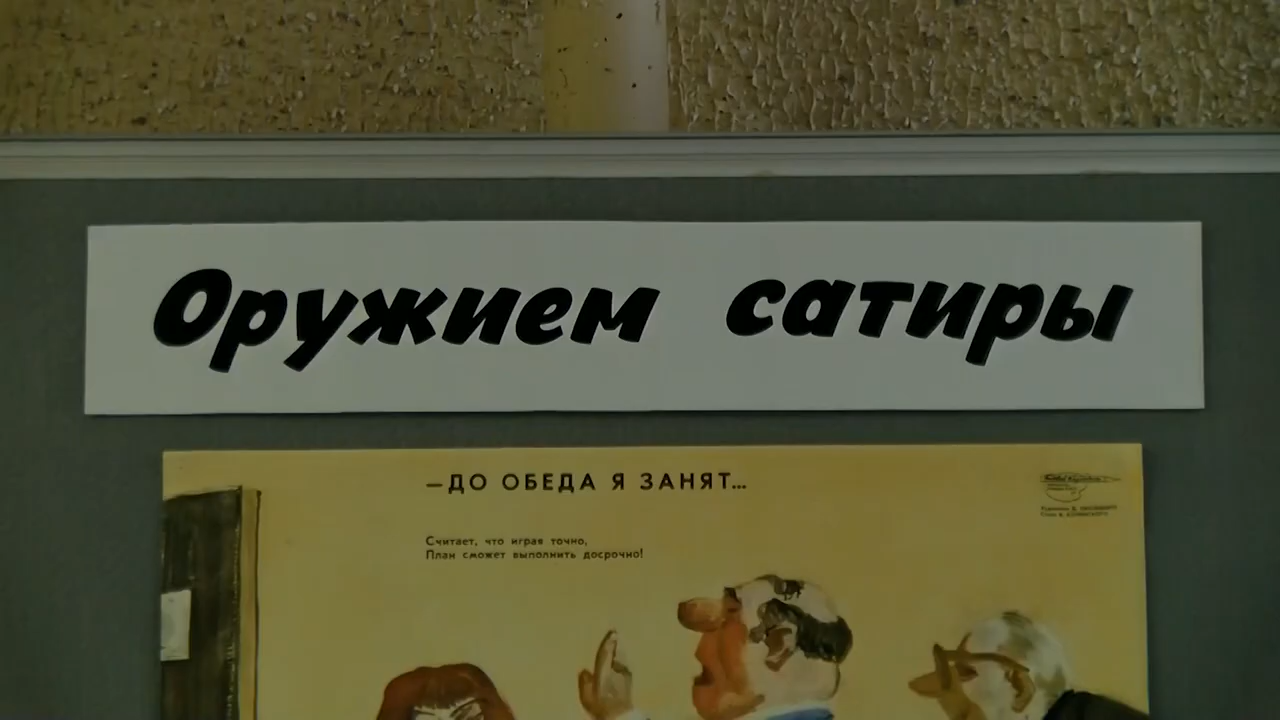 Оружием сатиры
—ДО ОБЕДА Я ЗАНЯТ...
Считает, что играя точно,
План сможет выполнить досрочно!